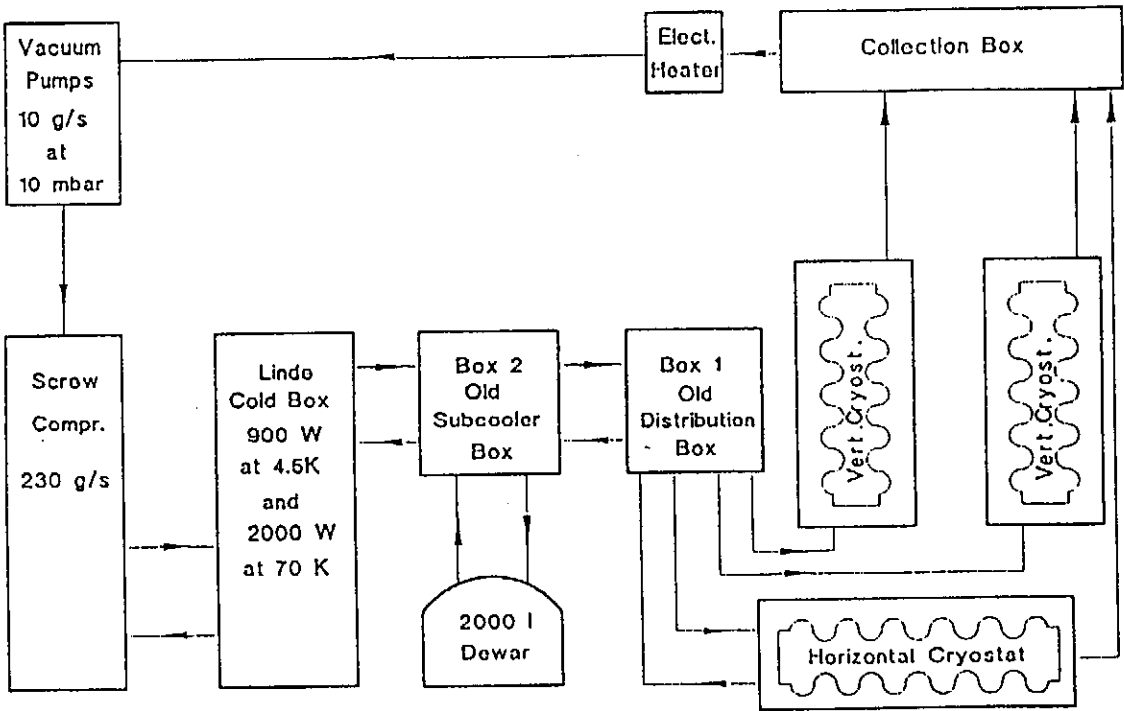 Vacuum
Pumps
10 g/s
at
10 mbar
Elect.
Heater
Collection Box
Screw
Compr.
230 g/s
Linde
Cold Box
900 W
at 4.5K
and
2000 W
at 70 K
Box 2
Old
Subcooler
Box
Box 1
Old
Distribution
Box
2000 l
Dewar
Vert.Cryost.
Vert.Cryost.
Horizontal Cryostat